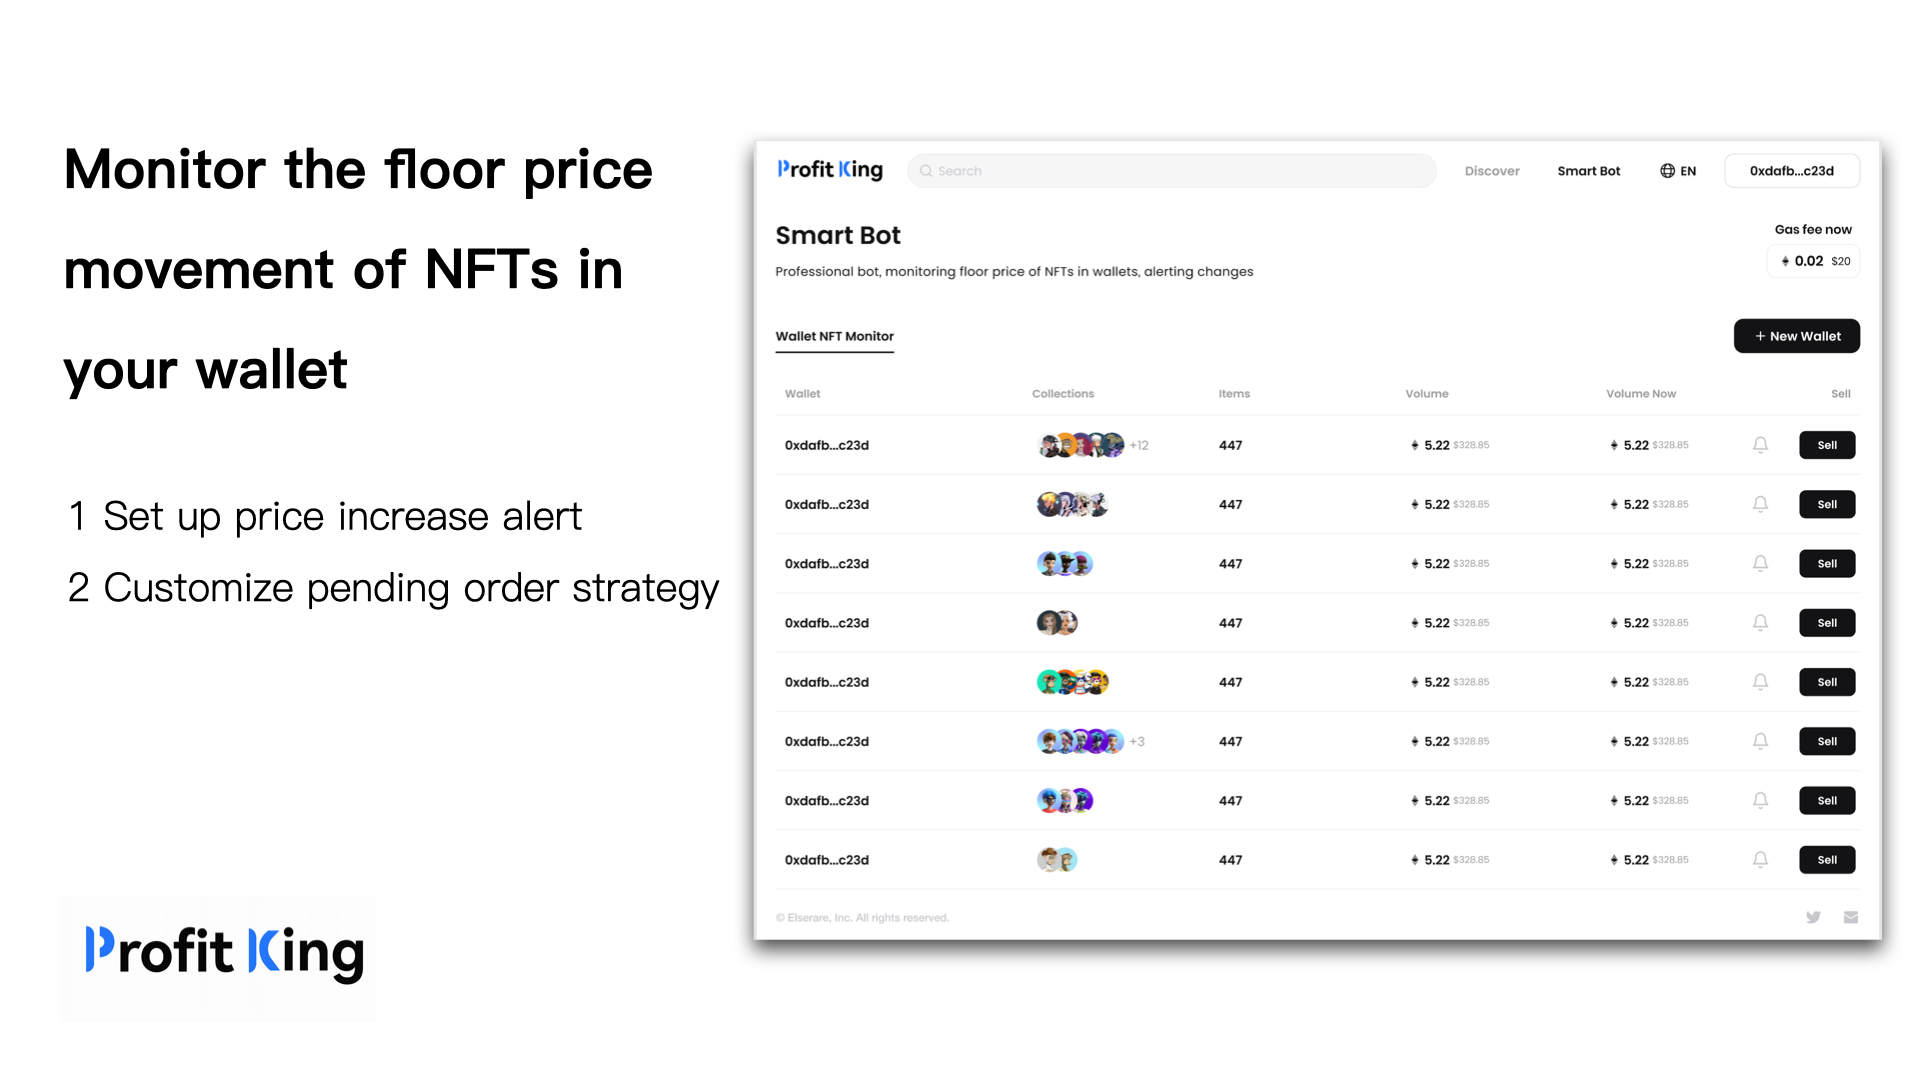 Monitor the floor price
movement of NFTs in
your wallet
1 Set up price increase alert
2 Customize pending order strategy
Profit King
Profit King
Search
Discover
Smart Bot
EN
0xdafb...c23d
Smart Bot
Professional bot, monitoring floor price of NFTs in wallets, alerting changes
Gas fee now
0.02 $20
Wallet NFT Monitor
+ New Wallet
Wallet Collections Items Volume Volume Now Sell
0xdafb...c23d +12 447 5.22 $328.85 5.22 $328.85 Sell
0xdafb...c23d 447 5.22 $328.85 5.22 $328.85 Sell
0xdafb...c23d 447 5.22 $328.85 5.22 $328.85 Sell
0xdafb...c23d 447 5.22 $328.85 5.22 $328.85 Sell
0xdafb...c23d 447 5.22 $328.85 5.22 $328.85 Sell
0xdafb...c23d +3 447 5.22 $328.85 5.22 $328.85 Sell
0xdafb...c23d 447 5.22 $328.85 5.22 $328.85 Sell
0xdafb...c23d 447 5.22 $328.85 5.22 $328.85 Sell
© Elserare, Inc. All rights reserved.